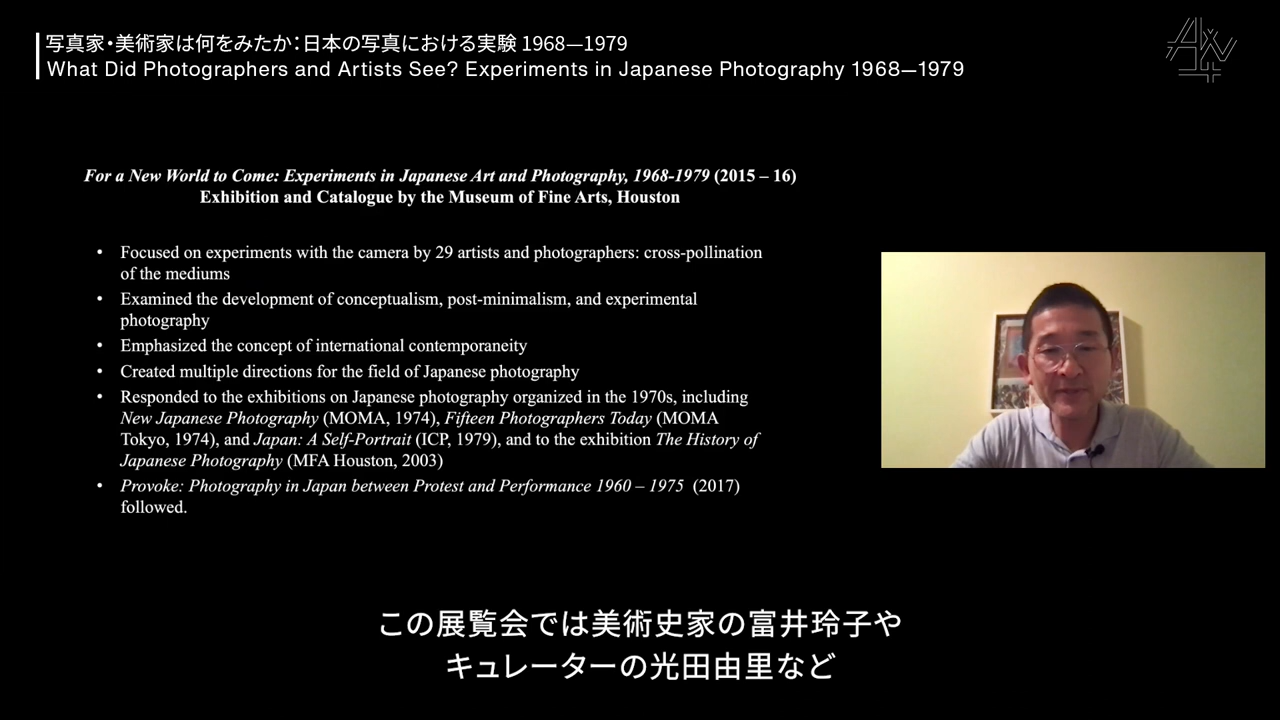 写真家・美術家は何をみたか：日本の写真における実験 1968—1979
What Did Photographers and Artists See? Experiments in Japanese Photography 1968—1979
For a New World to Come: Experiments in Japanese Art and Photography, 1968-1979 (2015 – 16)
Exhibition and Catalogue by the Museum of Fine Arts, Houston
• Focused on experiments with the camera by 29 artists and photographers: cross-pollination
of the mediums
• Examined the development of conceptualism, post-minimalism, and experimental
photography
• Emphasized the concept of international contemporaneity
• Created multiple directions for the field of Japanese photography
• Responded to the exhibitions on Japanese photography organized in the 1970s, including
New Japanese Photography (MOMA, 1974), Fifteen Photographers Today (MOMA
Tokyo, 1974), and Japan: A Self-Portrait (ICP, 1979), and to the exhibition The History of
Japanese Photography (MFA Houston, 2003)
• Provoke: Photography in Japan between Protest and Performance 1960 – 1975 (2017)
followed.
この展覧会では美術史家の富井玲子や
キュレーターの光田由里など